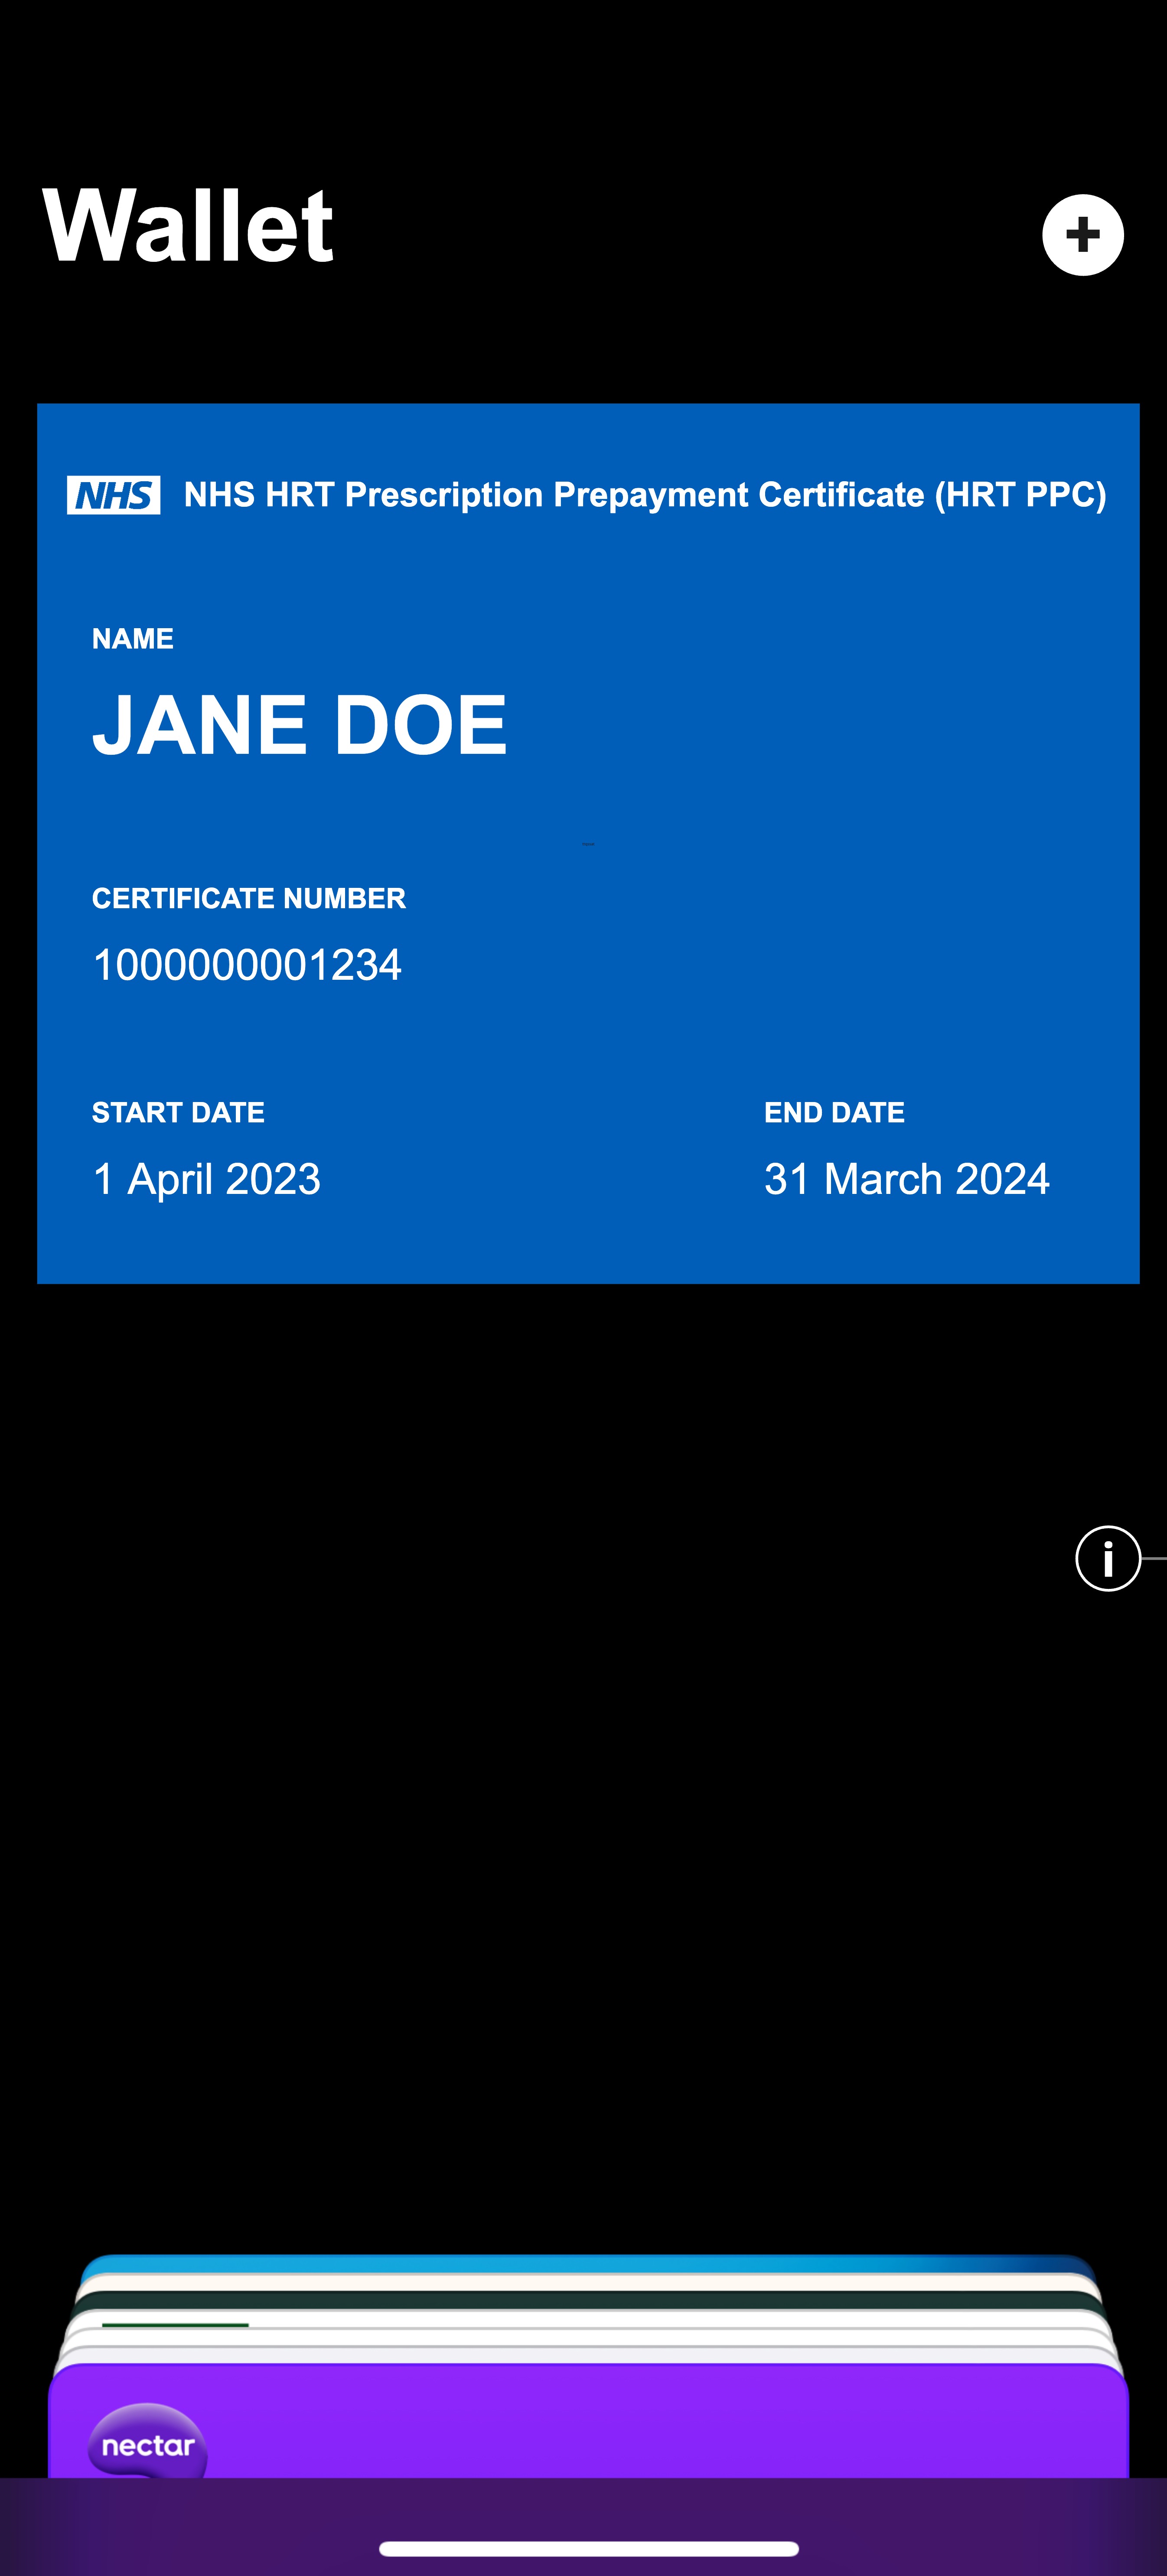 Wallet
+
NHS NHS HRT Prescription Prepayment Certificate (HRT PPC)
NAME
JANE DOE
CERTIFICATE NUMBER
1000000001234
START DATE END DATE
1 April 2023 31 March 2024
i
nectar